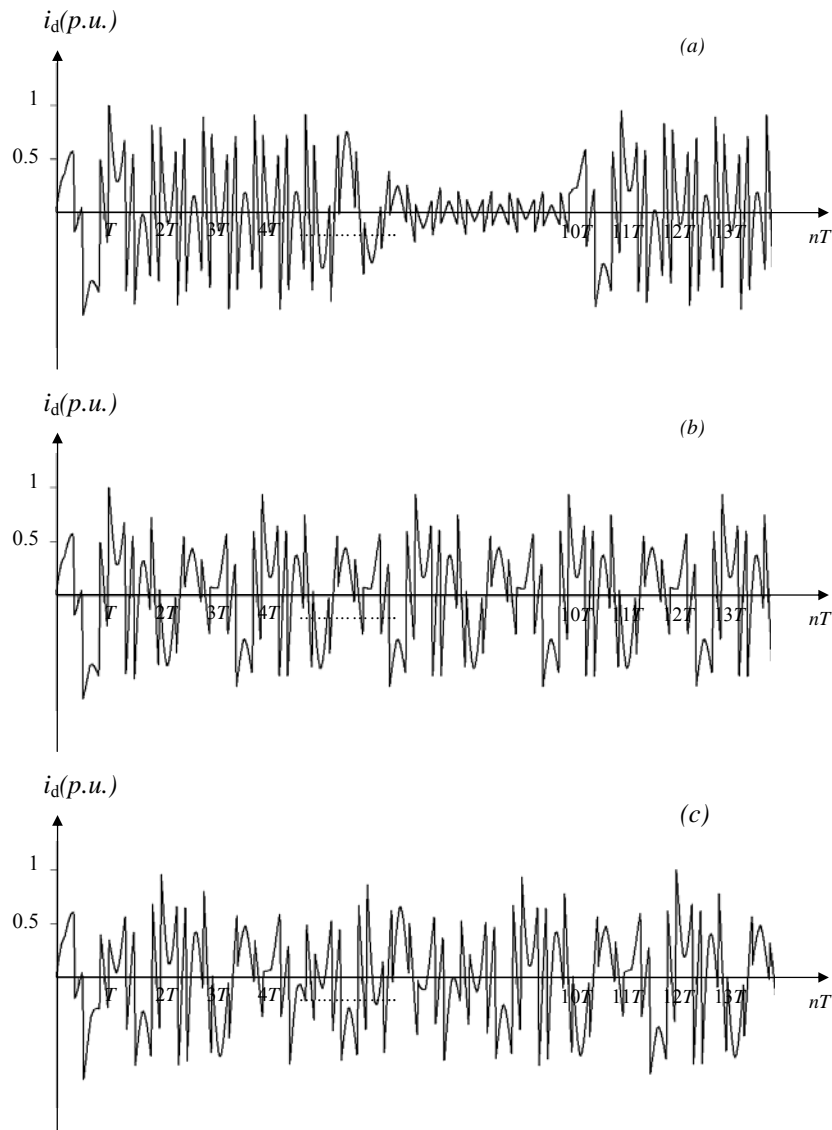 i_d(p.u.)
(a)
1
0.5
T 2T 3T 4T ................... 10T 11T 12T 13T
nT
i_d(p.u.)
(b)
1
0.5
T 2T 3T 4T ................... 10T 11T 12T 13T
nT
i_d(p.u.)
(c)
1
0.5
T 2T 3T 4T ................... 10T 11T 12T 13T
nT